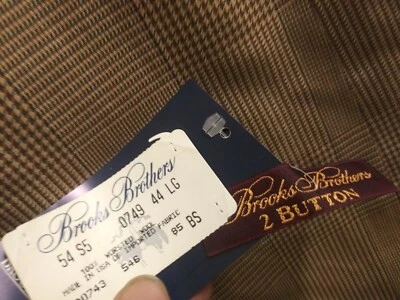 Brooks Brothers
54 S5 0743 44 LG
100% WORSTED WOOL
MADE IN USA OF IMPORTED FABRIC
546 85 BS
Brooks Brothers
2 BUTTON